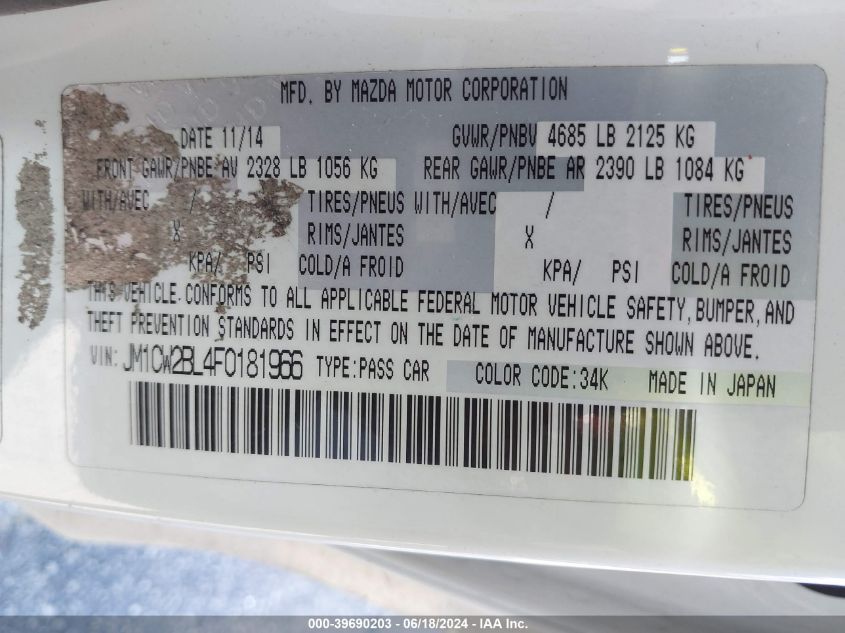 MFD. BY MAZDA MOTOR CORPORATION
DATE 11/14 GVWR/PNBV 4685 LB 2125 KG
FRONT GAWR/PNBE AV 2328 LB 1056 KG REAR GAWR/PNBE AR 2390 LB 1084 KG
WITH/AVEC / TIRES/PNEUS WITH/AVEC / TIRES/PNEUS
X RIMS/JANTES X RIMS/JANTES
KPA/ PSI COLD/A FROID KPA/ PSI COLD/A FROID
THIS VEHICLE CONFORMS TO ALL APPLICABLE FEDERAL MOTOR VEHICLE SAFETY, BUMPER, AND
THEFT PREVENTION STANDARDS IN EFFECT ON THE DATE OF MANUFACTURE SHOWN ABOVE.
VIN: JM1CW2BL4F0181966 TYPE:PASS CAR COLOR CODE:34K MADE IN JAPAN
000-39690203 - 06/18/2024 - IAA Inc.